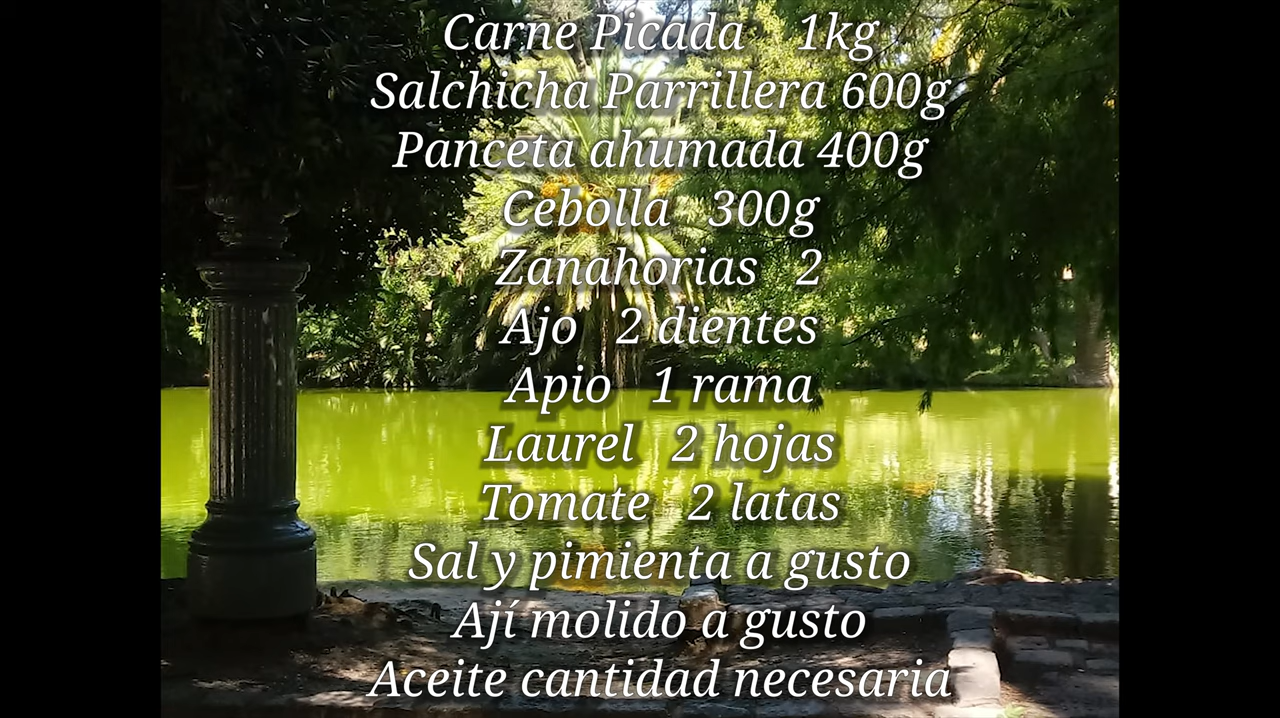 Carne Picada 1kg
Salchicha Parrillera 600g
Panceta ahumada 400g
Cebolla 300g
Zanahorias 2
Ajo 2 dientes
Apio 1 rama
Laurel 2 hojas
Tomate 2 latas
Sal y pimienta a gusto
Ají molido a gusto
Aceite cantidad necesaria